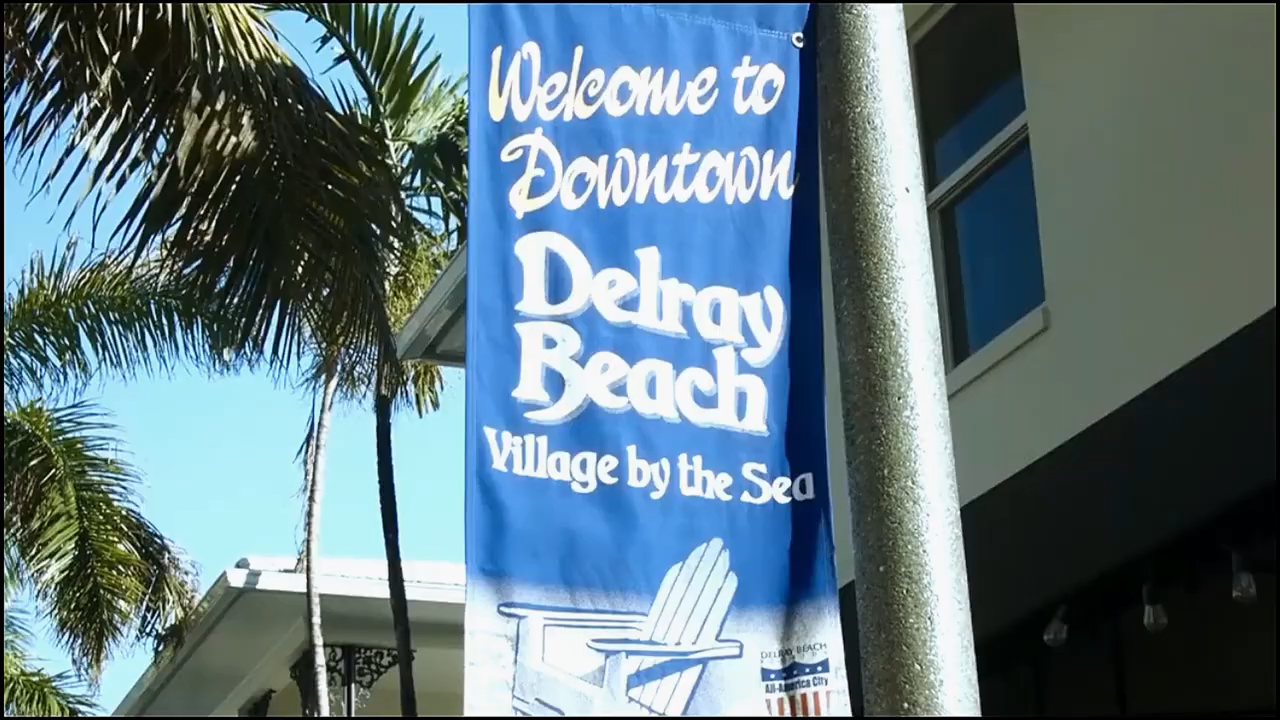 Welcome to
Downtown
Delray
Beach
Village by the Sea
DELRAY BEACH
All-America City